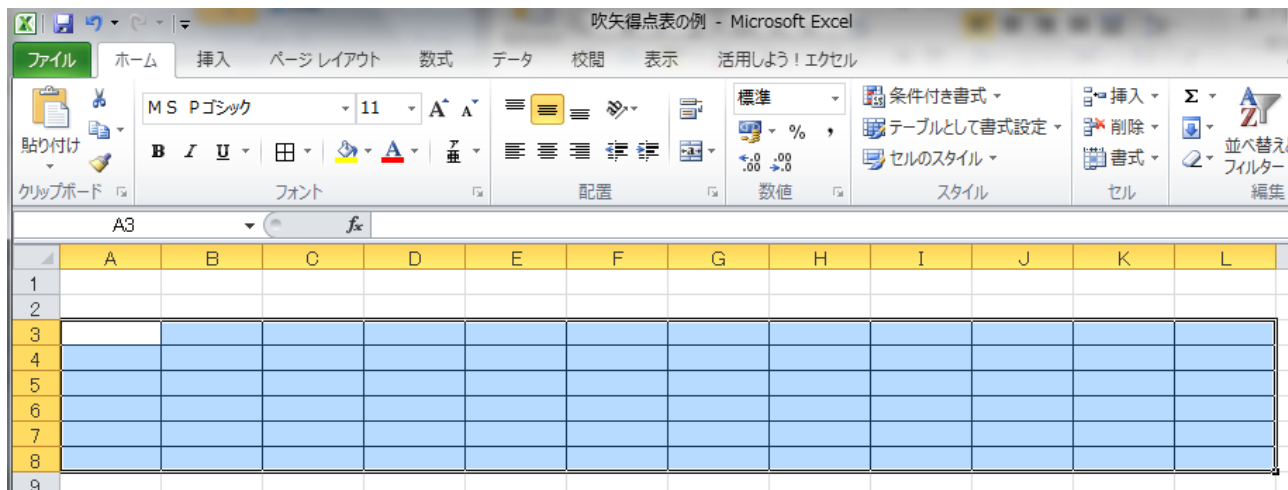 吹矢得点表の例 - Microsoft Excel
ファイル ホーム 挿入 ページ レイアウト 数式 データ 校閲 表示 活用しよう！エクセル
貼り付け
MS Pゴシック 11
B I U A
標準
% ,
条件付き書式
テーブルとして書式設定
セルのスタイル
挿入
削除
書式
Σ
並べ替え
フィルター
クリップボード フォント 配置 数値 スタイル セル 編集
A3 fx
A B C D E F G H I J K L
1
2
3
4
5
6
7
8
9